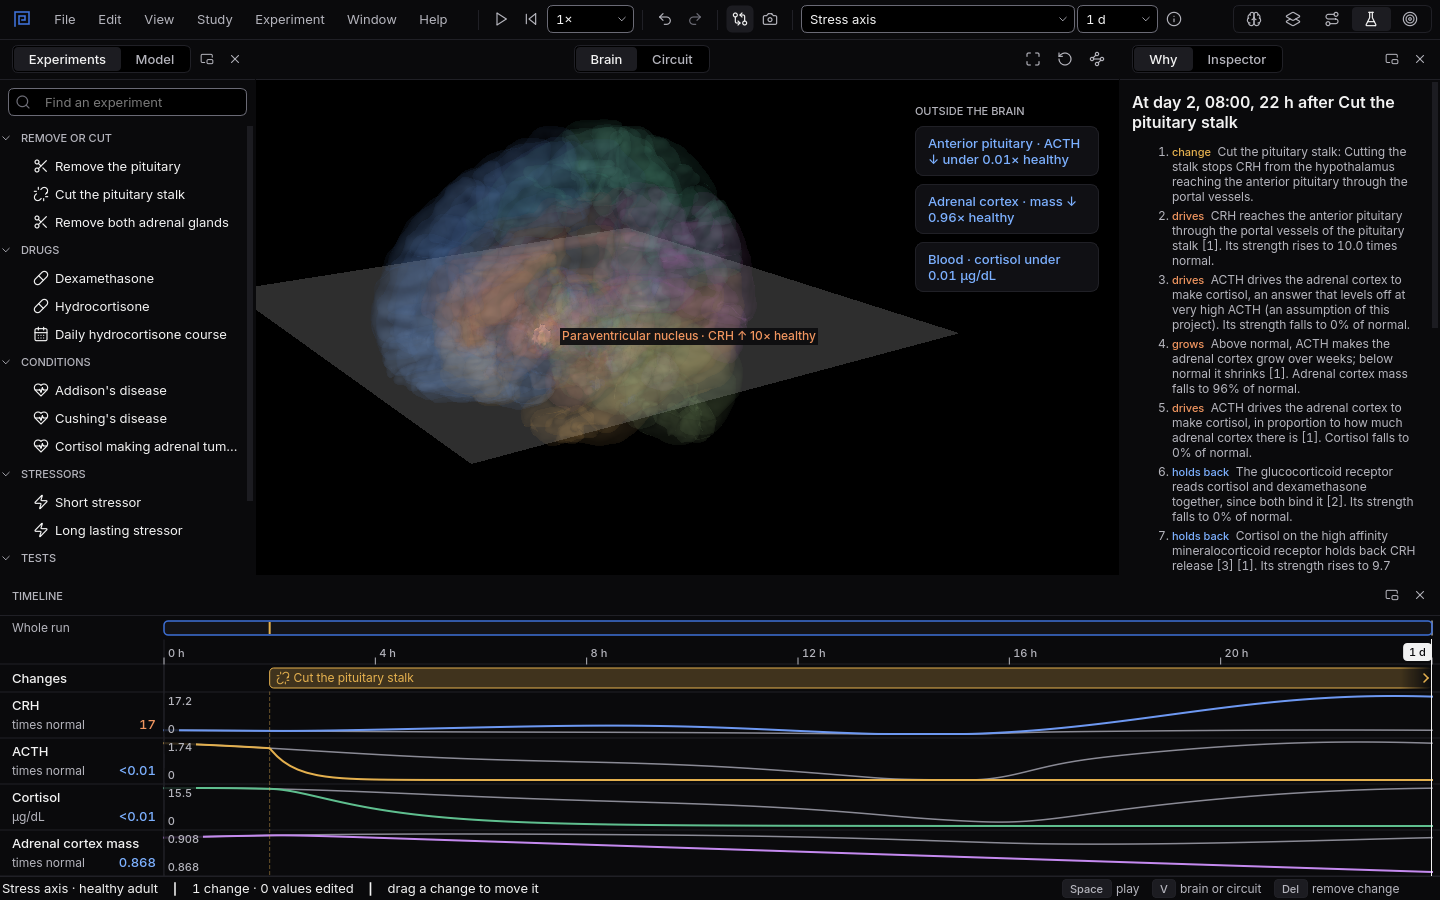 File Edit View Study Experiment Window Help
1×
Stress axis
1 d
Experiments Model
Brain Circuit
Why Inspector
Find an experiment
REMOVE OR CUT
Remove the pituitary
Cut the pituitary stalk
Remove both adrenal glands
DRUGS
Dexamethasone
Hydrocortisone
Daily hydrocortisone course
CONDITIONS
Addison's disease
Cushing's disease
Cortisol making adrenal tum...
STRESSORS
Short stressor
Long lasting stressor
TESTS
OUTSIDE THE BRAIN
Anterior pituitary · ACTH
↓ under 0.01× healthy
Adrenal cortex · mass ↓
0.96× healthy
Blood · cortisol under
0.01 µg/dL
Paraventricular nucleus · CRH ↑ 10× healthy
At day 2, 08:00, 22 h after Cut the
pituitary stalk
1. change Cut the pituitary stalk: Cutting the
stalk stops CRH from the hypothalamus
reaching the anterior pituitary through the
portal vessels.
2. drives CRH reaches the anterior pituitary
through the portal vessels of the pituitary
stalk [1]. Its strength rises to 10.0 times
normal.
3. drives ACTH drives the adrenal cortex to
make cortisol, an answer that levels off at
very high ACTH (an assumption of this
project). Its strength falls to 0% of normal.
4. grows Above normal, ACTH makes the
adrenal cortex grow over weeks; below
normal it shrinks [1]. Adrenal cortex mass
falls to 96% of normal.
5. drives ACTH drives the adrenal cortex to
make cortisol, in proportion to how much
adrenal cortex there is [1]. Cortisol falls to
0% of normal.
6. holds back The glucocorticoid receptor
reads cortisol and dexamethasone
together, since both bind it [2]. Its strength
falls to 0% of normal.
7. holds back Cortisol on the high affinity
mineralocorticoid receptor holds back CRH
release [3] [1]. Its strength rises to 9.7
TIMELINE
Whole run
0 h 4 h 8 h 12 h 16 h 20 h 1 d
Changes
Cut the pituitary stalk
CRH
times normal 17
17.2
0
ACTH
times normal <0.01
1.74
0
Cortisol
µg/dL <0.01
15.5
0
Adrenal cortex mass
times normal 0.868
0.908
0.868
Stress axis · healthy adult | 1 change · 0 values edited | drag a change to move it
Space play V brain or circuit Del remove change